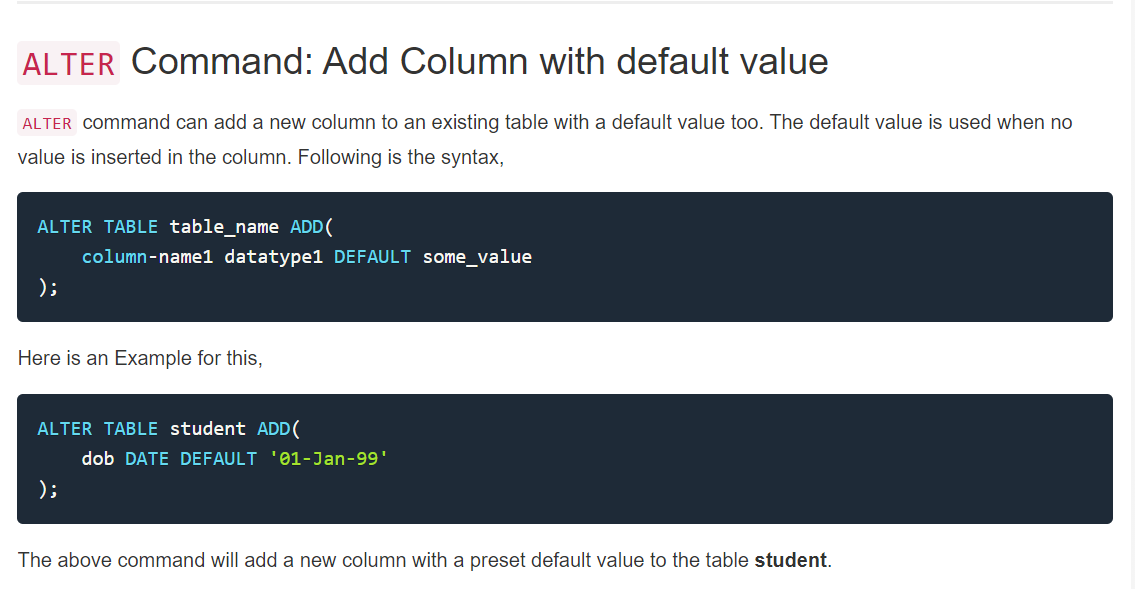 ALTER Command: Add Column with default value
ALTER command can add a new column to an existing table with a default value too. The default value is used when no
value is inserted in the column. Following is the syntax,
ALTER TABLE table_name ADD(
    column-name1 datatype1 DEFAULT some_value
);
Here is an Example for this,
ALTER TABLE student ADD(
    dob DATE DEFAULT '01-Jan-99'
);
The above command will add a new column with a preset default value to the table student.